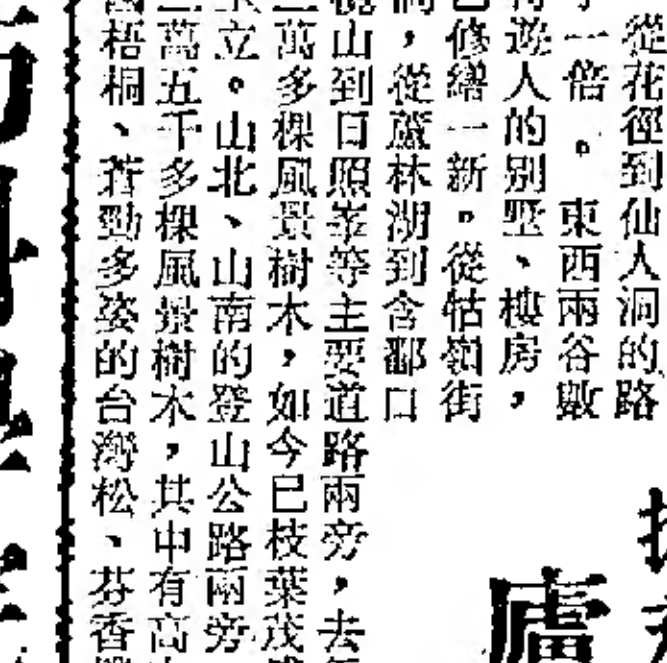 從花徑到仙人洞的路
一倍。東西兩谷數
遊人的別墅、樓房，
修繕一新。從牯嶺街
，從蘆林湖到含鄱口
山到日照峯等主要道路兩旁，去
萬多棵風景樹木，如今已枝葉茂
立。山北、山南的登山公路兩旁
萬五千多棵風景樹木，其中有高
梧桐、蒼勁多姿的台灣松、芬香
廬